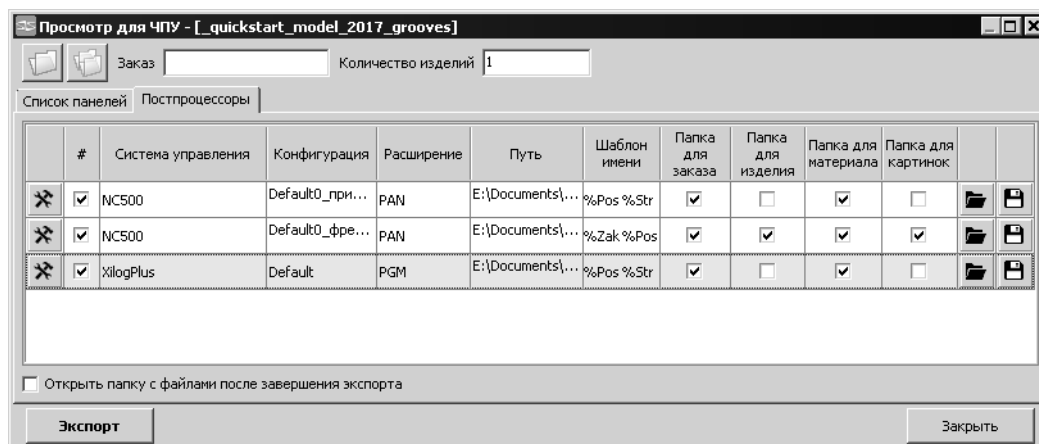 Просмотр для ЧПУ - [_quickstart_model_2017_grooves]
Заказ Количество изделий 1
Список панелей Постпроцессоры
# Система управления Конфигурация Расширение Путь Шаблон имени Папка для заказа Папка для изделия Папка для материала Папка для картинок
NC500 Default0_при... PAN E:\Documents\... %Pos %Str
NC500 Default0_фре... PAN E:\Documents\... %Zak %Pos
XilogPlus Default PGM E:\Documents\... %Pos %Str
Открыть папку с файлами после завершения экспорта
Экспорт Закрыть